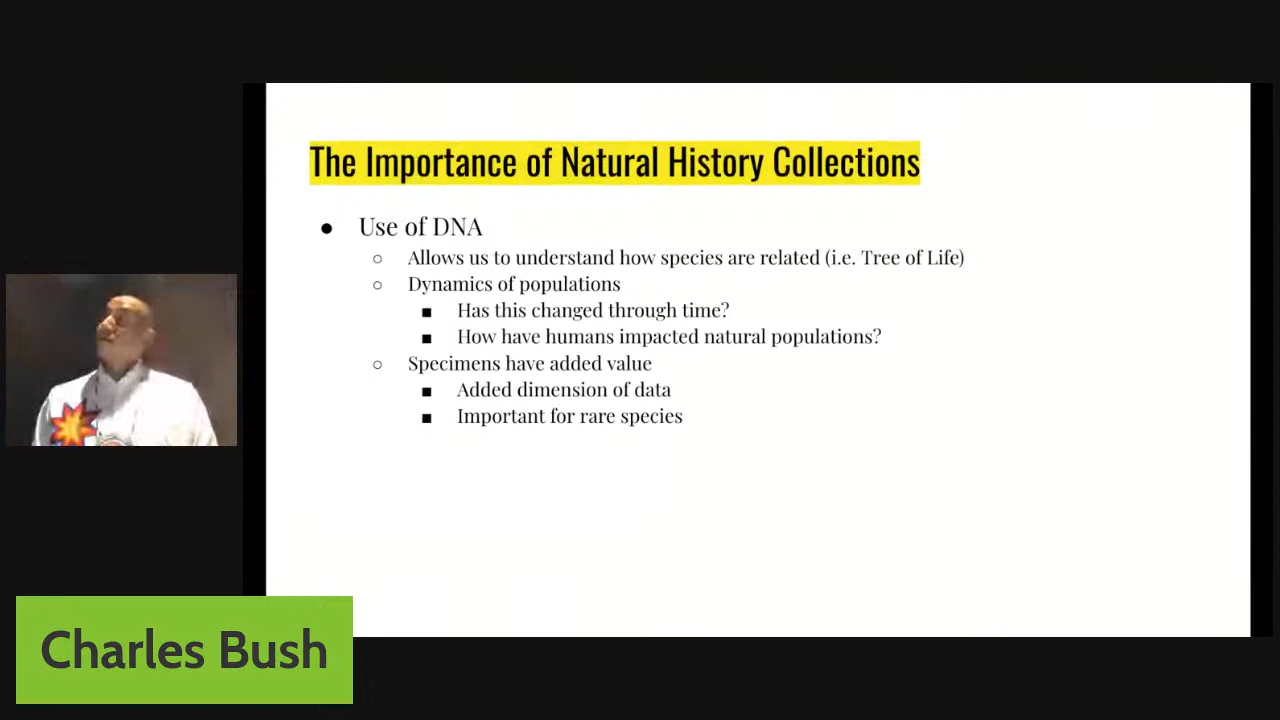 The Importance of Natural History Collections
● Use of DNA
○ Allows us to understand how species are related (i.e. Tree of Life)
○ Dynamics of populations
■ Has this changed through time?
■ How have humans impacted natural populations?
○ Specimens have added value
■ Added dimension of data
■ Important for rare species
Charles Bush